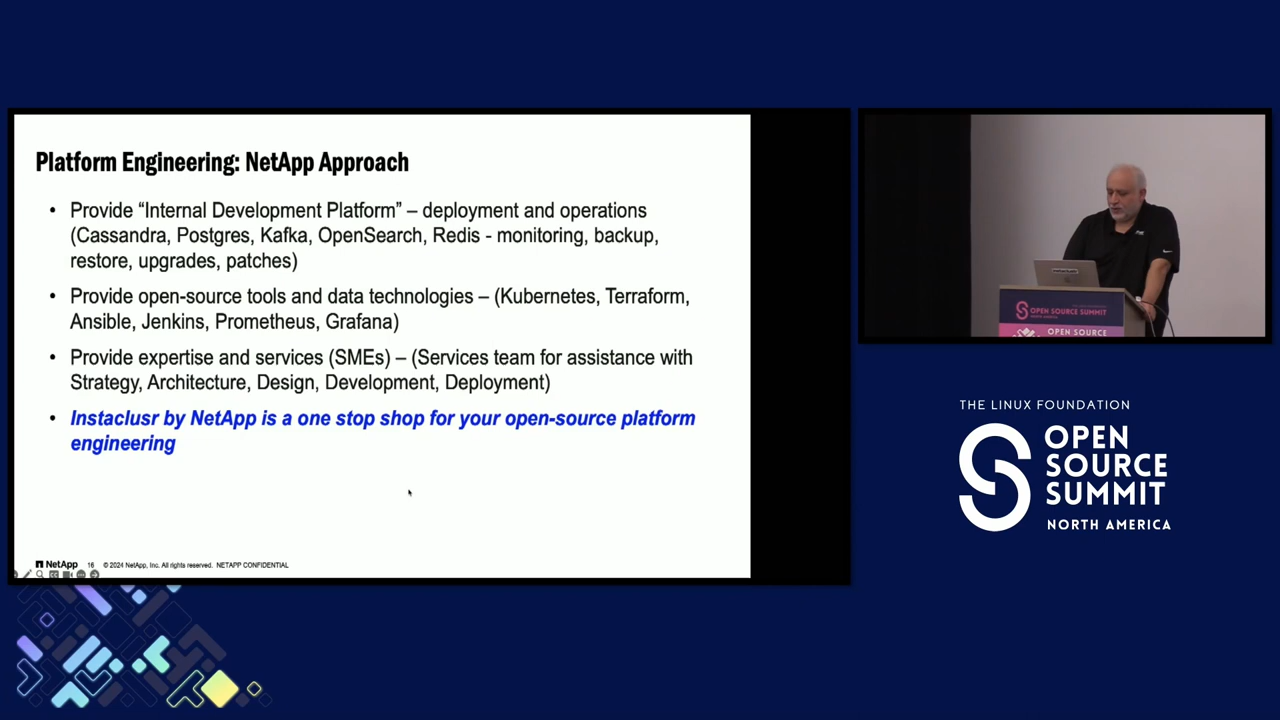 Platform Engineering: NetApp Approach
• Provide “Internal Development Platform” – deployment and operations
(Cassandra, Postgres, Kafka, OpenSearch, Redis - monitoring, backup,
restore, upgrades, patches)
• Provide open-source tools and data technologies – (Kubernetes, Terraform,
Ansible, Jenkins, Prometheus, Grafana)
• Provide expertise and services (SMEs) – (Services team for assistance with
Strategy, Architecture, Design, Development, Deployment)
• Instaclusr by NetApp is a one stop shop for your open-source platform
engineering
NetApp 16 © 2024 NetApp, Inc. All rights reserved. NETAPP CONFIDENTIAL
OPEN SOURCE SUMMIT
NORTH AMERICA
OPEN SOURCE
THE LINUX FOUNDATION
OPEN
SOURCE
SUMMIT
NORTH AMERICA